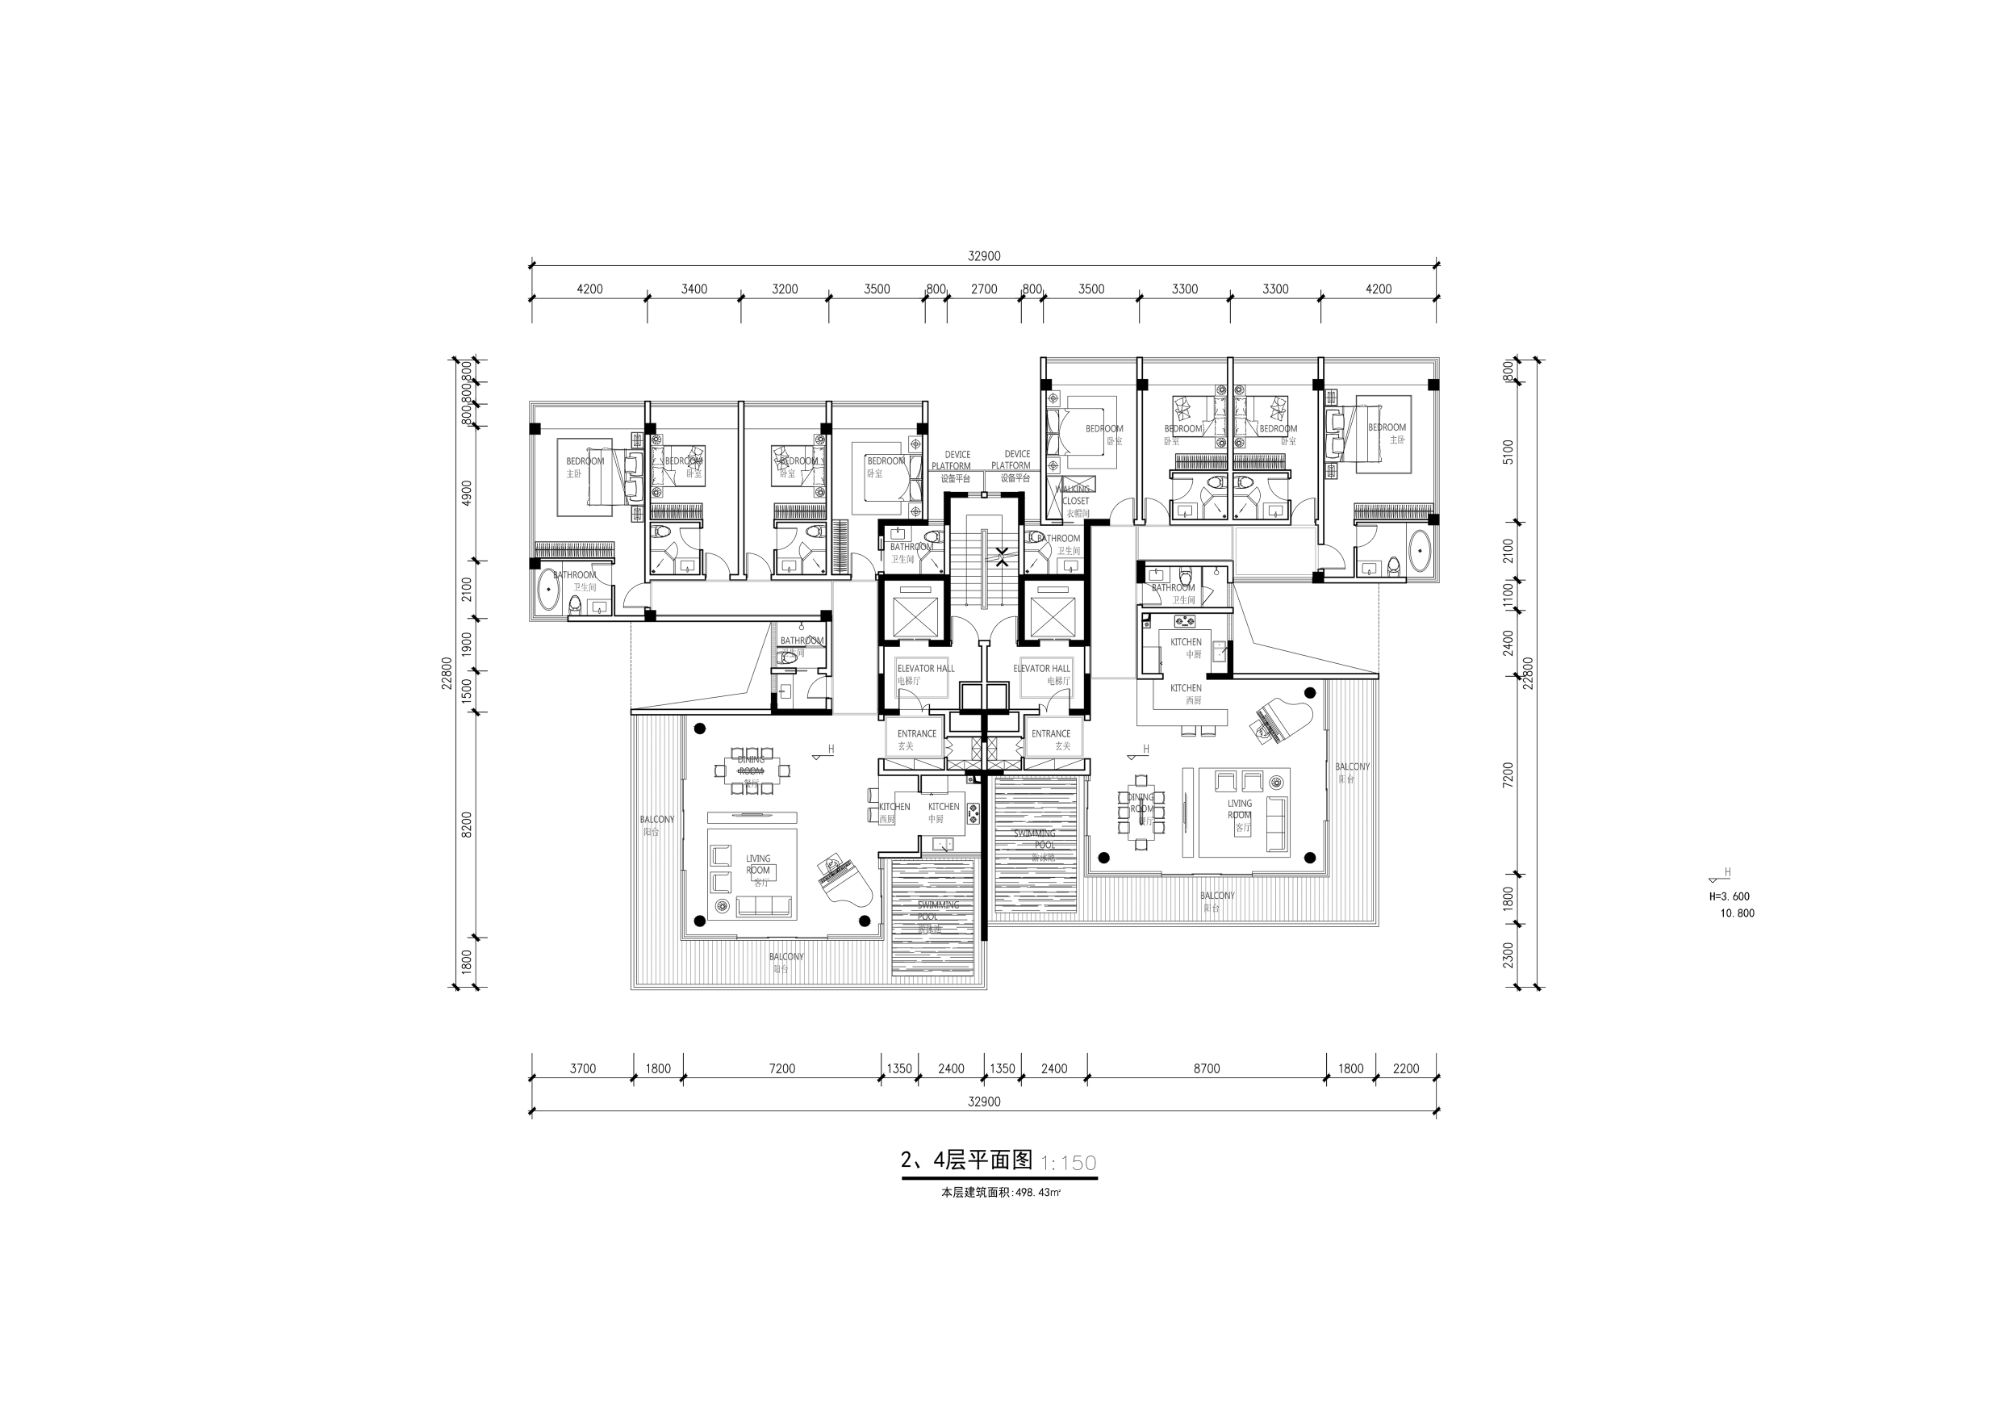 32900
4200 3400 3200 3500 800 2700 800 3500 3300 3300 4200
22800
800
800
800
4900
2100
1900
1500
8200
1800
800
5100
2100
1100
2400
7200
1800
2300
22800
BEDROOM
主卧
BEDROOM
卧室
BEDROOM
卧室
BEDROOM
卧室
DEVICE
PLATFORM
设备平台
DEVICE
PLATFORM
设备平台
BEDROOM
卧室
BEDROOM
卧室
BEDROOM
卧室
BEDROOM
主卧
WALKING
CLOSET
衣帽间
BATHROOM
卫生间
BATHROOM
卫生间
BATHROOM
卫生间
BATHROOM
卫生间
BATHROOM
卫生间
KITCHEN
中厨
KITCHEN
西厨
ELEVATOR HALL
电梯厅
ELEVATOR HALL
电梯厅
ENTRANCE
玄关
ENTRANCE
玄关
H
H
DINING
ROOM
餐厅
KITCHEN
西厨
KITCHEN
中厨
BALCONY
阳台
LIVING
ROOM
客厅
SWIMMING
POOL
游泳池
BALCONY
阳台
SWIMMING
POOL
游泳池
DINING
ROOM
餐厅
LIVING
ROOM
客厅
BALCONY
阳台
BALCONY
阳台
H
H=3.600
10.800
3700 1800 7200 1350 2400 1350 2400 8700 1800 2200
32900
2、4层平面图 1:150
本层建筑面积:498.43㎡